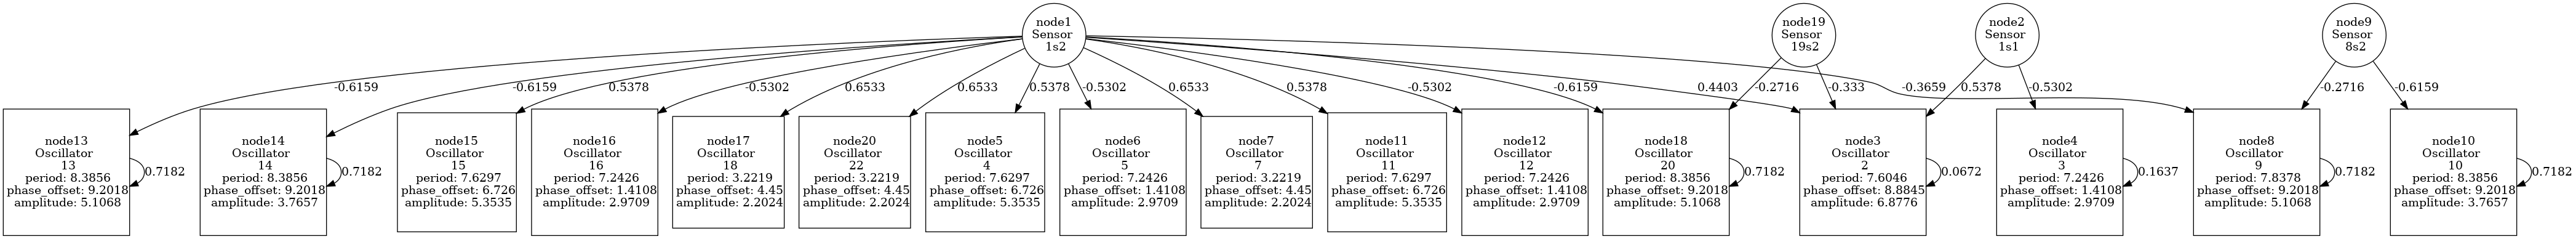 node1
Sensor
1s2
node19
Sensor
19s2
node2
Sensor
1s1
node9
Sensor
8s2
-0.6159
-0.6159
0.5378
-0.5302
0.6533
0.6533
0.5378
-0.5302
0.6533
0.5378
-0.5302
-0.6159
0.4403
-0.2716
-0.333
-0.3659
0.5378
-0.5302
-0.2716
-0.6159
node13
Oscillator
13
period: 8.3856
phase_offset: 9.2018
amplitude: 5.1068
0.7182
node14
Oscillator
14
period: 8.3856
phase_offset: 9.2018
amplitude: 3.7657
0.7182
node15
Oscillator
15
period: 7.6297
phase_offset: 6.726
amplitude: 5.3535
node16
Oscillator
16
period: 7.2426
phase_offset: 1.4108
amplitude: 2.9709
node17
Oscillator
18
period: 3.2219
phase_offset: 4.45
amplitude: 2.2024
node20
Oscillator
22
period: 3.2219
phase_offset: 4.45
amplitude: 2.2024
node5
Oscillator
4
period: 7.6297
phase_offset: 6.726
amplitude: 5.3535
node6
Oscillator
5
period: 7.2426
phase_offset: 1.4108
amplitude: 2.9709
node7
Oscillator
7
period: 3.2219
phase_offset: 4.45
amplitude: 2.2024
node11
Oscillator
11
period: 7.6297
phase_offset: 6.726
amplitude: 5.3535
node12
Oscillator
12
period: 7.2426
phase_offset: 1.4108
amplitude: 2.9709
node18
Oscillator
20
period: 8.3856
phase_offset: 9.2018
amplitude: 5.1068
0.7182
node3
Oscillator
2
period: 7.6046
phase_offset: 8.8845
amplitude: 6.8776
0.0672
node4
Oscillator
3
period: 7.2426
phase_offset: 1.4108
amplitude: 2.9709
0.1637
node8
Oscillator
9
period: 7.8378
phase_offset: 9.2018
amplitude: 5.1068
0.7182
node10
Oscillator
10
period: 8.3856
phase_offset: 9.2018
amplitude: 3.7657
0.7182